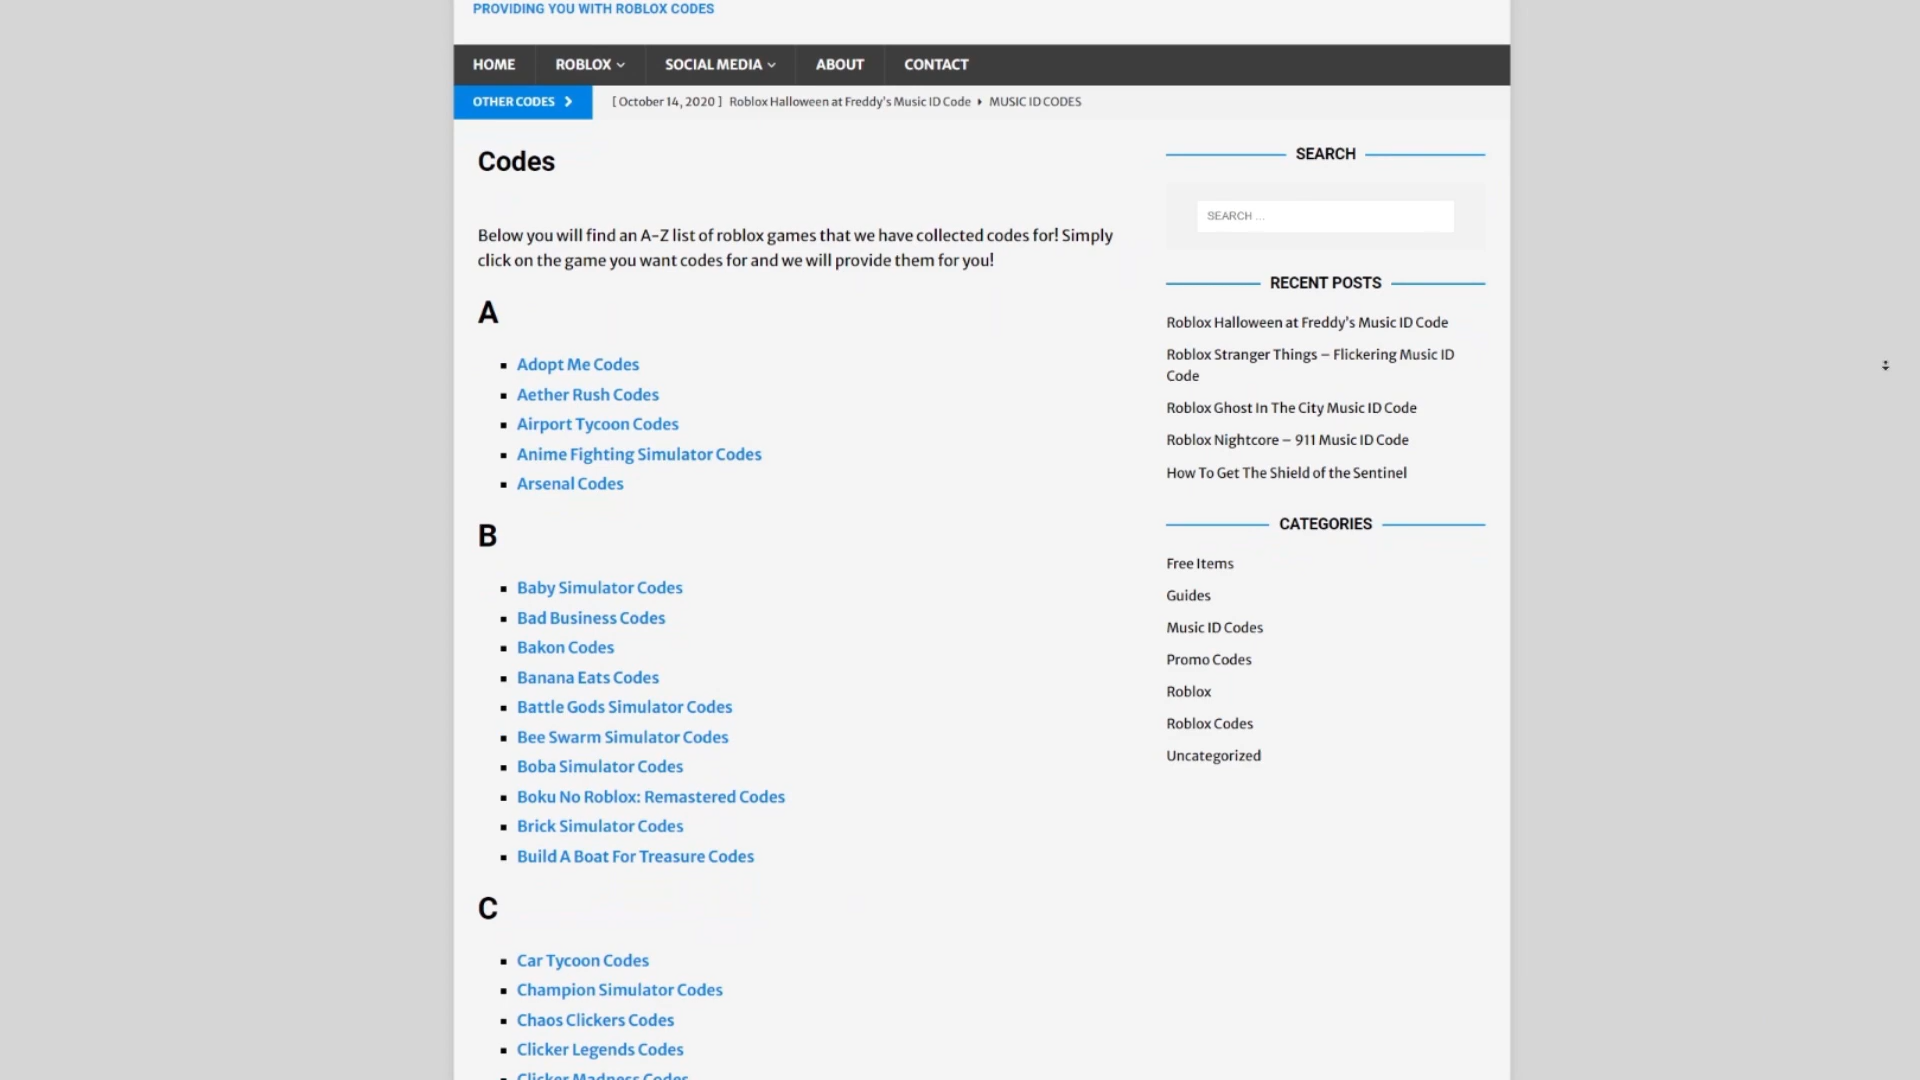 PROVIDING YOU WITH ROBLOX CODES
HOME ROBLOX SOCIAL MEDIA ABOUT CONTACT
OTHER CODES [ October 14, 2020 ] Roblox Halloween at Freddy's Music ID Code MUSIC ID CODES
Codes
Below you will find an A-Z list of roblox games that we have collected codes for! Simply
click on the game you want codes for and we will provide them for you!
A
Adopt Me Codes
Aether Rush Codes
Airport Tycoon Codes
Anime Fighting Simulator Codes
Arsenal Codes
B
Baby Simulator Codes
Bad Business Codes
Bakon Codes
Banana Eats Codes
Battle Gods Simulator Codes
Bee Swarm Simulator Codes
Boba Simulator Codes
Boku No Roblox: Remastered Codes
Brick Simulator Codes
Build A Boat For Treasure Codes
C
Car Tycoon Codes
Champion Simulator Codes
Chaos Clickers Codes
Clicker Legends Codes
Clicker Madness Codes
SEARCH
SEARCH ...
RECENT POSTS
Roblox Halloween at Freddy's Music ID Code
Roblox Stranger Things – Flickering Music ID
Code
Roblox Ghost In The City Music ID Code
Roblox Nightcore – 911 Music ID Code
How To Get The Shield of the Sentinel
CATEGORIES
Free Items
Guides
Music ID Codes
Promo Codes
Roblox
Roblox Codes
Uncategorized